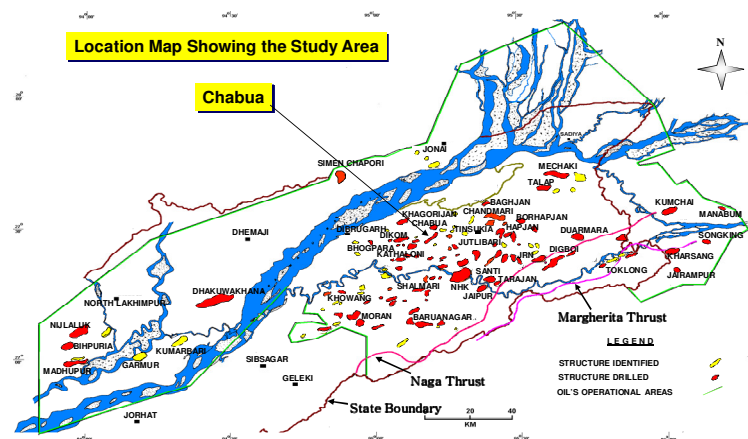 Location Map Showing the Study Area
Chabua
N
SADIYA
JONAI
SIMEN CHAPORI
MECHAKI
TALAP
BAGHJAN
KHAGORIJAN
CHANDMARI
KUMCHAI
MANABUM
CHABUA
BORHAPJAN
DIBRUGARH
TINSUKIA
HAPJAN
DUARMARA
SONGKING
DHEMAJI
DIKOM
JUTLIBARI
BHOGPARA
DIGBOI
KHARSANG
KATHALONI
JRN
TOKLONG
SANTI
JAIRAMPUR
DHAKUWAKHANA
SHALMARI
NHK
TARAJAN
NORTH LAKHIMPUR
KHOWANG
JAIPUR
Margherita Thrust
NIJLALUK
MORAN
BARUANAGAR
BIHPURIA
KUMARBARI
LEGEND
MADHUPUR
GARMUR
SIBSAGAR
STRUCTURE IDENTIFIED
GELEKI
Naga Thrust
STRUCTURE DRILLED
State Boundary
OIL'S OPERATIONAL AREAS
JORHAT
0 20 40
KM